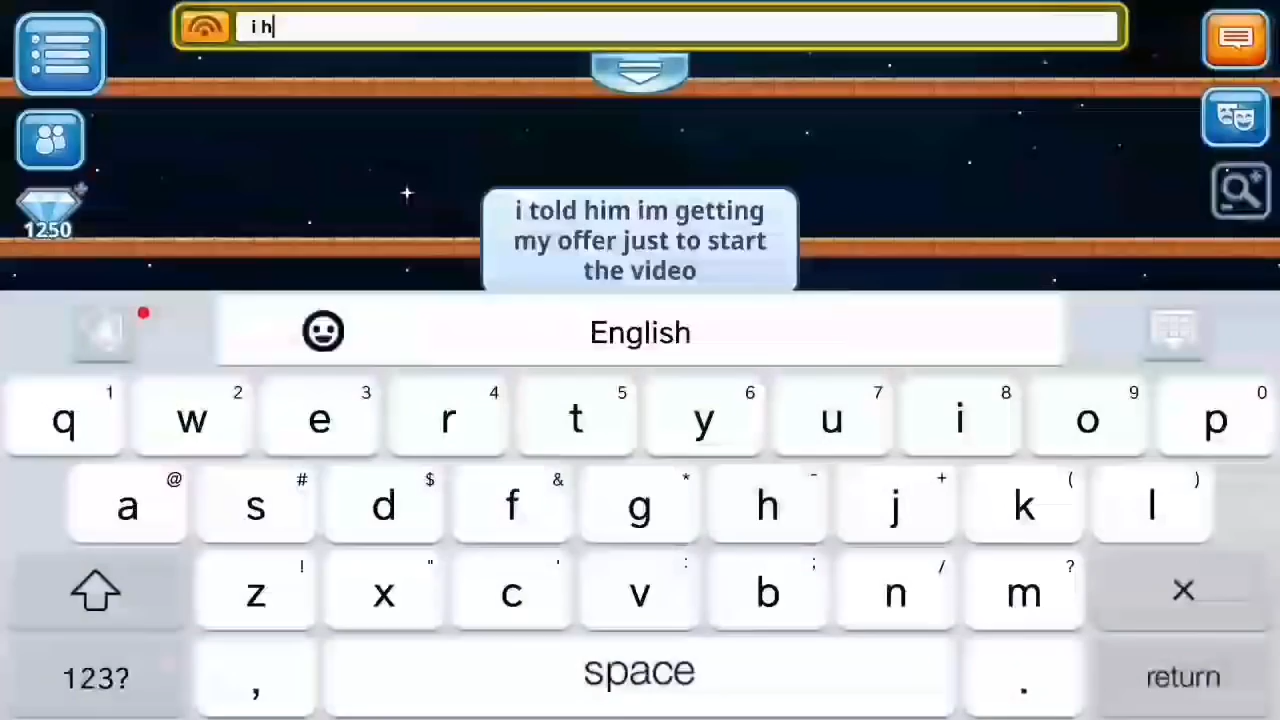 i h
1250
i told him im getting
my offer just to start
the video
English
q 1 w 2 e 3 r 4 t 5 y 6 u 7 i 8 o 9 p 0
a @ s # d $ f & g * h - j + k ( l )
z ! x " c ' v : b ; n / m ?
123? , space . return